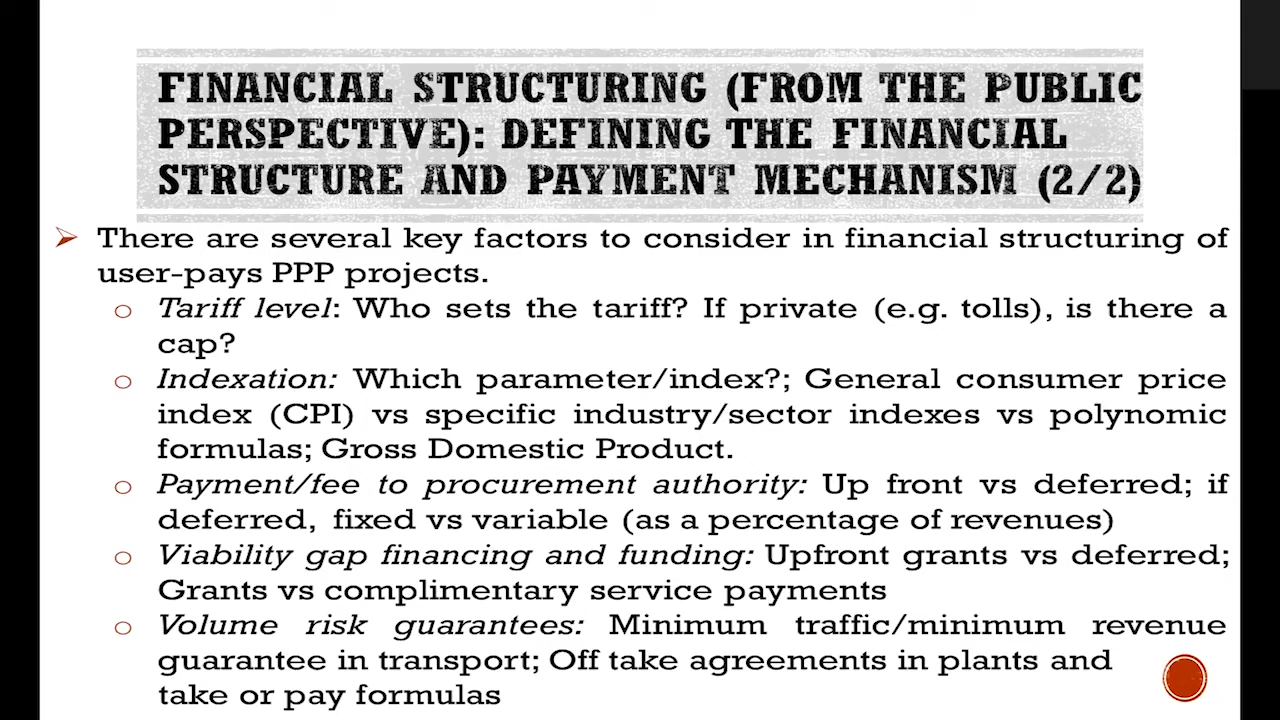 FINANCIAL STRUCTURING (FROM THE PUBLIC
PERSPECTIVE): DEFINING THE FINANCIAL
STRUCTURE AND PAYMENT MECHANISM (2/2)
There are several key factors to consider in financial structuring of
user-pays PPP projects.
Tariff level: Who sets the tariff? If private (e.g. tolls), is there a
cap?
Indexation: Which parameter/index?; General consumer price
index (CPI) vs specific industry/sector indexes vs polynomic
formulas; Gross Domestic Product.
Payment/fee to procurement authority: Up front vs deferred; if
deferred, fixed vs variable (as a percentage of revenues)
Viability gap financing and funding: Upfront grants vs deferred;
Grants vs complimentary service payments
Volume risk guarantees: Minimum traffic/minimum revenue
guarantee in transport; Off take agreements in plants and
take or pay formulas